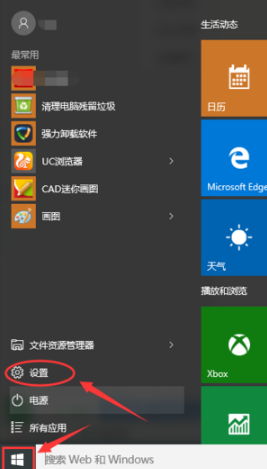 生活动态
最常用
清理电脑残留垃圾
强力卸载软件
UC浏览器
CAD迷你画图
画图
日历
Microsoft Edge
天气
播放和浏览
Xbox
文件资源管理器
设置
电源
所有应用
搜索 Web 和 Windows